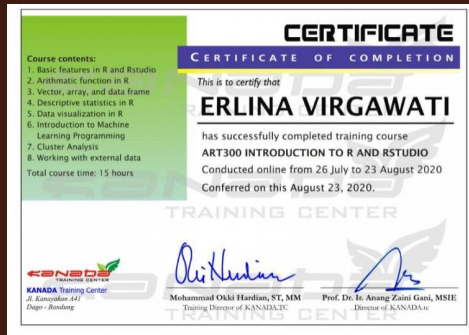 CERTIFICATE
CERTIFICATE OF COMPLETION
Course contents:
1. Basic features in R and Rstudio
2. Arithmatic function in R
3. Vector, array, and data frame
4. Descriptive statistics in R
5. Data visualization in R
6. Introduction to Machine
Learning Programming
7. Cluster Analysis
8. Working with external data
Total course time: 15 hours
This is to certify that
ERLINA VIRGAWATI
has successfully completed training course
ART300 INTRODUCTION TO R AND RSTUDIO
Conducted online from 26 July to 23 August 2020
Conferred on this August 23, 2020.
KANADA
TRAINING CENTER
KANADA
TRAINING CENTER
KANADA Training Center
Jl. Kanayakan A41
Dago - Bandung
Mohammad Okki Hardian, ST, MM
Training Director of KANADA.TC
Prof. Dr. Ir. Anang Zaini Gani, MSIE
Director of KANADA.tc
TRAINING CENTER